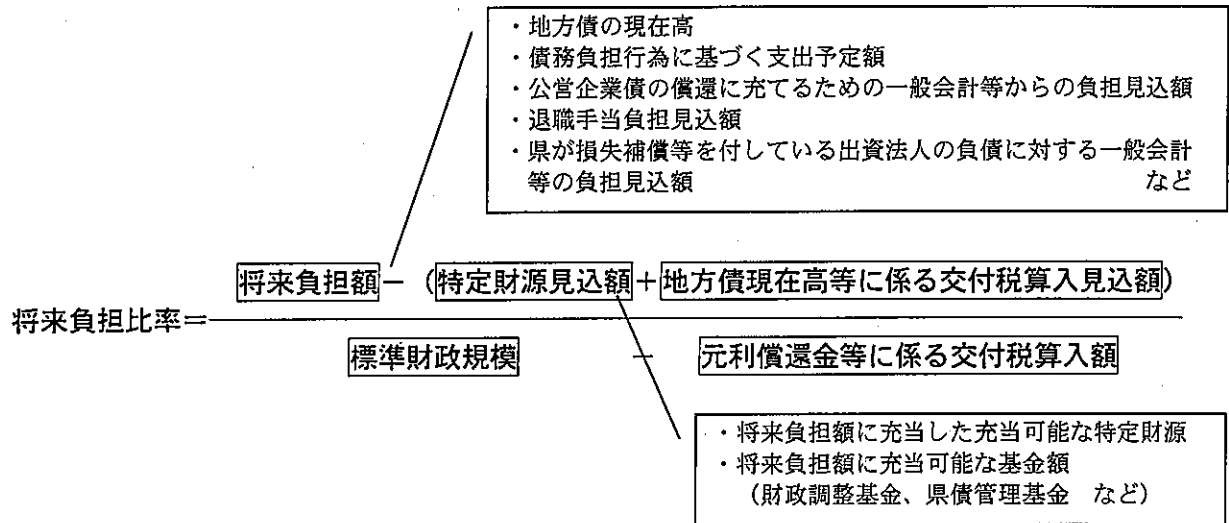 ・地方債の現在高
・債務負担行為に基づく支出予定額
・公営企業債の償還に充てるための一般会計等からの負担見込額
・退職手当負担見込額
・県が損失補償等を付している出資法人の負債に対する一般会計
等の負担見込額 など
将来負担額－（特定財源見込額＋地方債現在高等に係る交付税算入見込額）
将来負担比率＝
標準財政規模 － 元利償還金等に係る交付税算入額
・将来負担額に充当した充当可能な特定財源
・将来負担額に充当可能な基金額
（財政調整基金、県債管理基金 など）